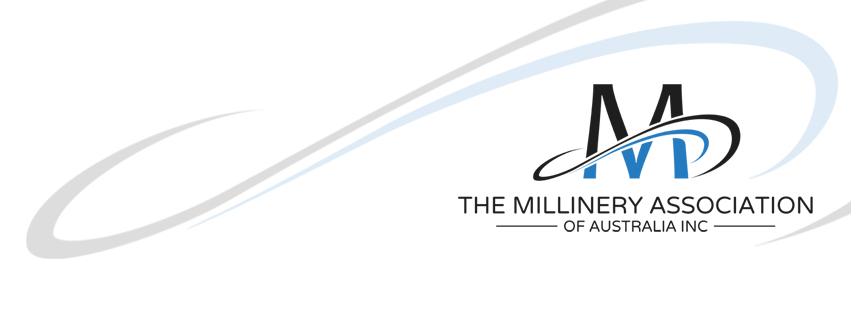 M
THE MILLINERY ASSOCIATION
OF AUSTRALIA INC